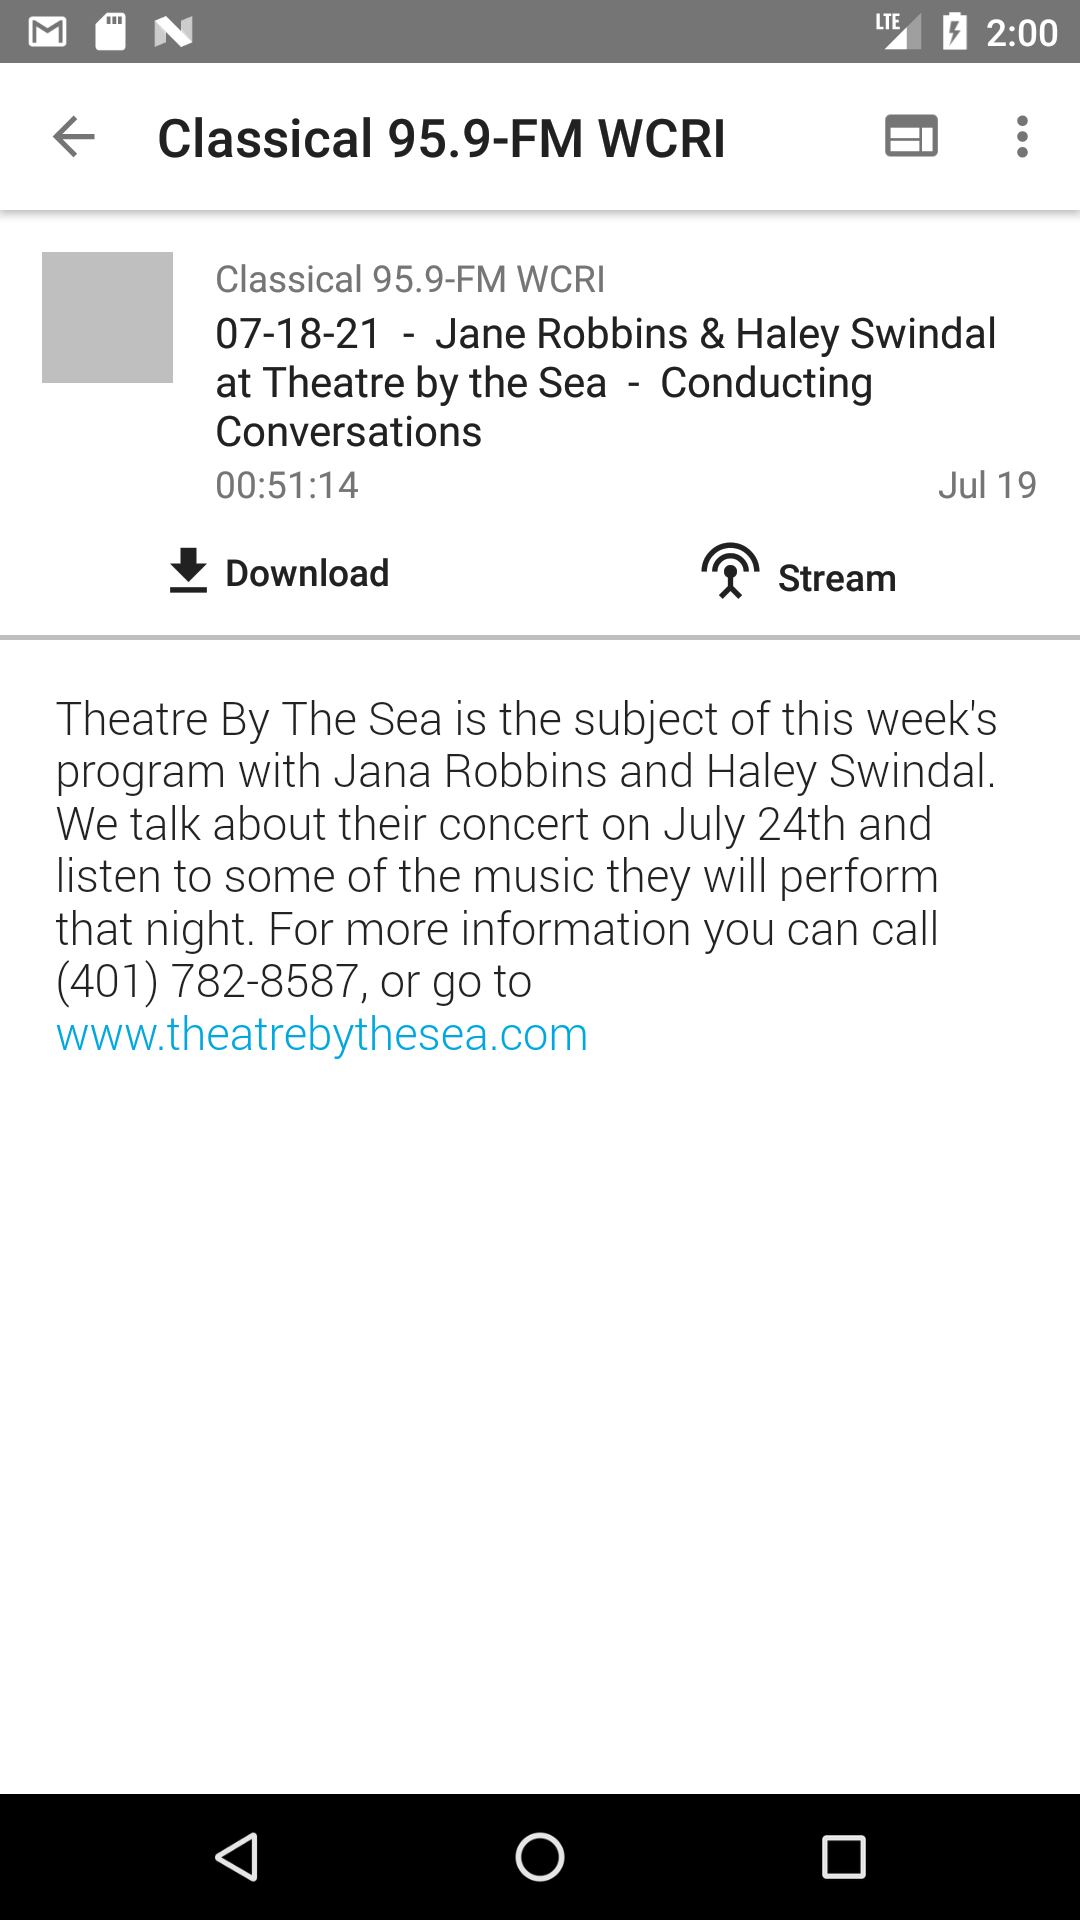 LTE 2:00
Classical 95.9-FM WCRI
Classical 95.9-FM WCRI
07-18-21 - Jane Robbins & Haley Swindal
at Theatre by the Sea - Conducting
Conversations
00:51:14 Jul 19
Download Stream
Theatre By The Sea is the subject of this week's
program with Jana Robbins and Haley Swindal.
We talk about their concert on July 24th and
listen to some of the music they will perform
that night. For more information you can call
(401) 782-8587, or go to
www.theatrebythesea.com